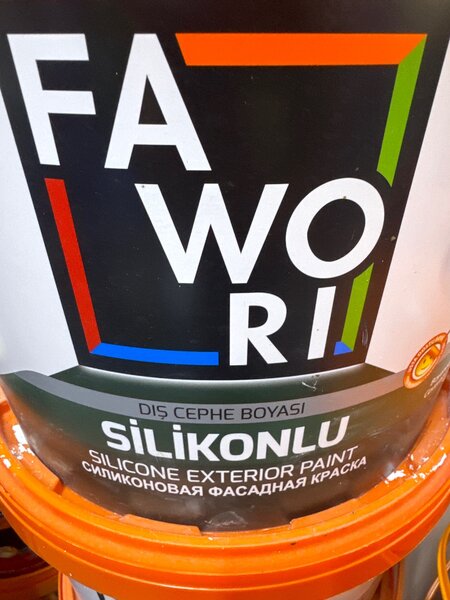 FA
WO
RI
DIŞ CEPHE BOYASI
SİLİKONLU
SILICONE EXTERIOR PAINT
СИЛИКОНОВАЯ ФАСАДНАЯ КРАСКА